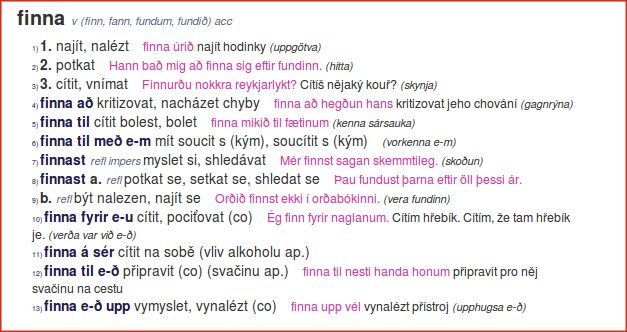 finna v (finn, fann, fundum, fundið) acc
1) 1. najít, nalézt finna úrið najít hodinky (uppgötva)
2) 2. potkat Hann bað mig að finna sig eftir fundinn. (hitta)
3) 3. cítit, vnímat Finnurðu nokkra reykjarlykt? Cítíš nějaký kouř? (skynja)
4) finna að kritizovat, nacházet chyby finna að hegðun hans kritizovat jeho chování (gagnrýna)
5) finna til cítit bolest, bolet finna mikið til í fætinum (kenna sársauka)
6) finna til með e-m mít soucit s (kým), soucítit s (kým) (vorkenna e-m)
7) finnast refl impers myslet si, shledávat Mér finnst sagan skemmtileg. (skoðun)
8) finnast a. refl potkat se, setkat se, shledat se Þau fundust þarna eftir öll þessi ár.
9) b. refl být nalezen, najít se Orðið finnst ekki í orðabókinni. (vera fundinn)
10) finna fyrir e-u cítit, pociťovat (co) Ég finn fyrir naglanum. Cítím hřebík. Cítím, že tam hřebík
je. (verða var við e-ð)
11) finna á sér cítit na sobě (vliv alkoholu ap.)
12) finna til e-ð připravit (co) (svačinu ap.) finna til nesti handa honum připravit pro něj
svačinu na cestu
13) finna e-ð upp vymyslet, vynalézt (co) finna upp vél vynalézt přístroj (upphugsa e-ð)